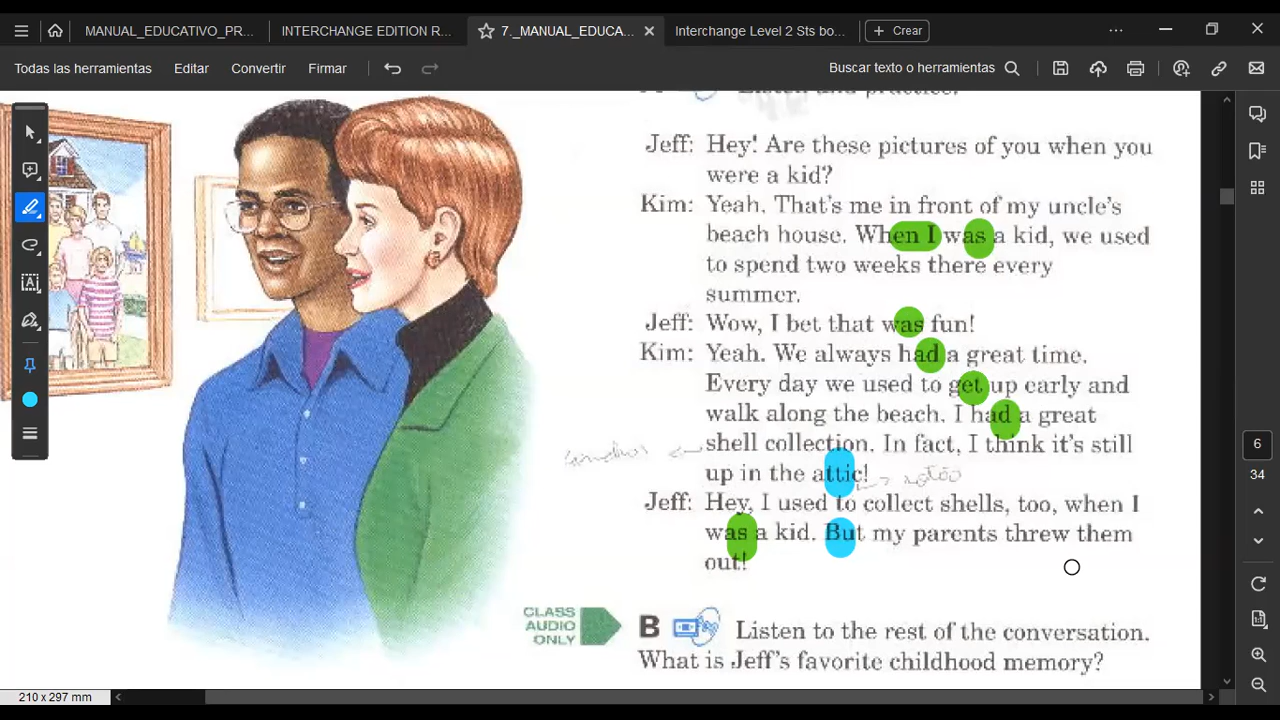 MANUAL_EDUCATIVO_PR...
INTERCHANGE EDITION R...
7._MANUAL_EDUCA...
Interchange Level 2 Sts bo...
Crear
Todas las herramientas
Editar
Convertir
Firmar
Buscar texto o herramientas
Listen and practice.
Jeff: Hey! Are these pictures of you when you
were a kid?
Kim: Yeah. That's me in front of my uncle's
beach house. When I was a kid, we used
to spend two weeks there every
summer.
Jeff: Wow, I bet that was fun!
Kim: Yeah. We always had a great time.
Every day we used to get up early and
walk along the beach. I had a great
shell collection. In fact, I think it's still
up in the attic!
Jeff: Hey, I used to collect shells, too, when I
was a kid. But my parents threw them
out!
CLASS
AUDIO
ONLY
B Listen to the rest of the conversation.
What is Jeff's favorite childhood memory?
6
34
210 x 297 mm